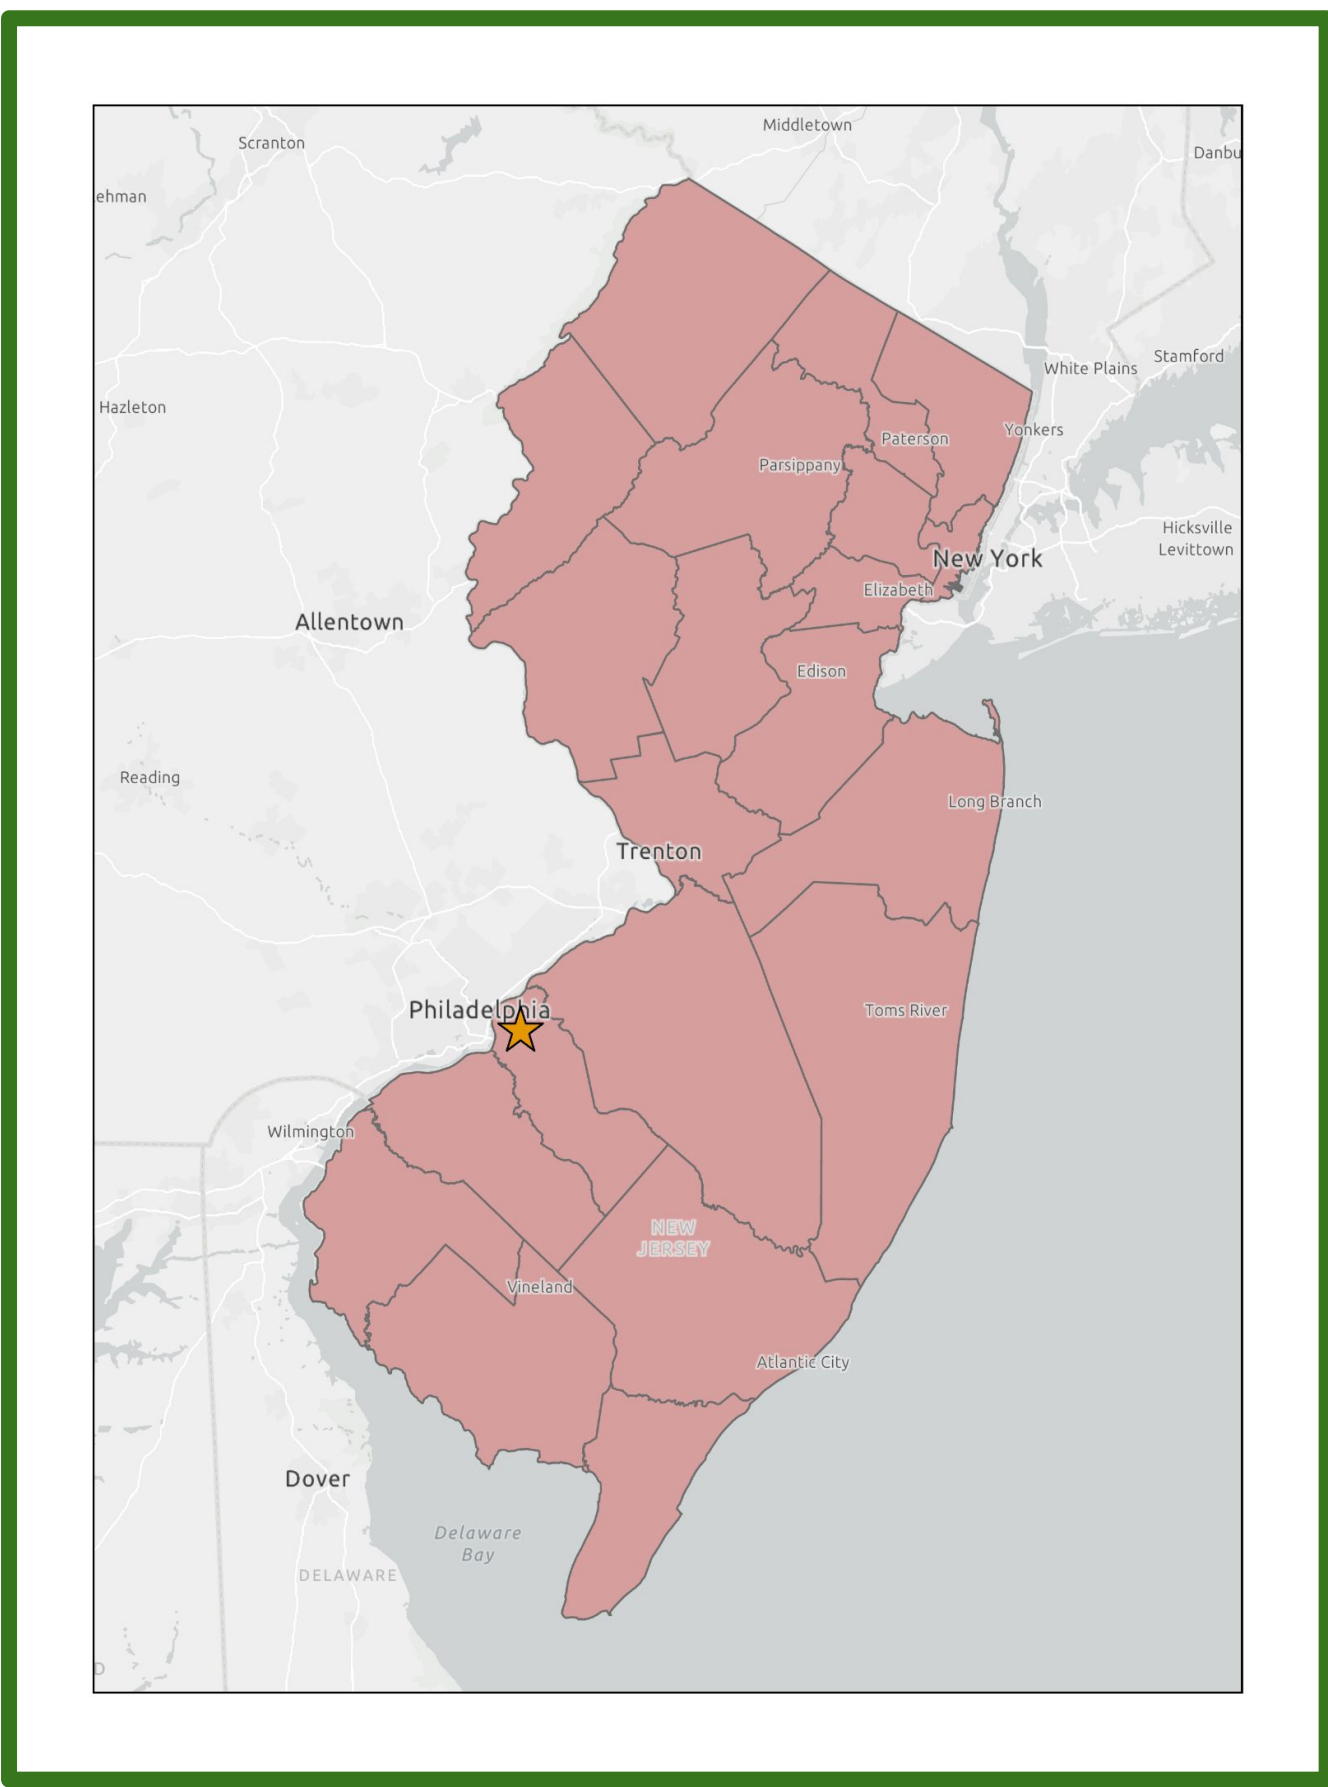 Middletown
Scranton
Danbu
ehman
Stamford
White Plains
Hazleton
Yonkers
Paterson
Parsippany
Hicksville
Levittown
New York
Elizabeth
Allentown
Edison
Reading
Long Branch
Trenton
Philadelphia
Toms River
Wilmington
NEW
JERSEY
Vineland
Atlantic City
Dover
Delaware
Bay
DELAWARE
D